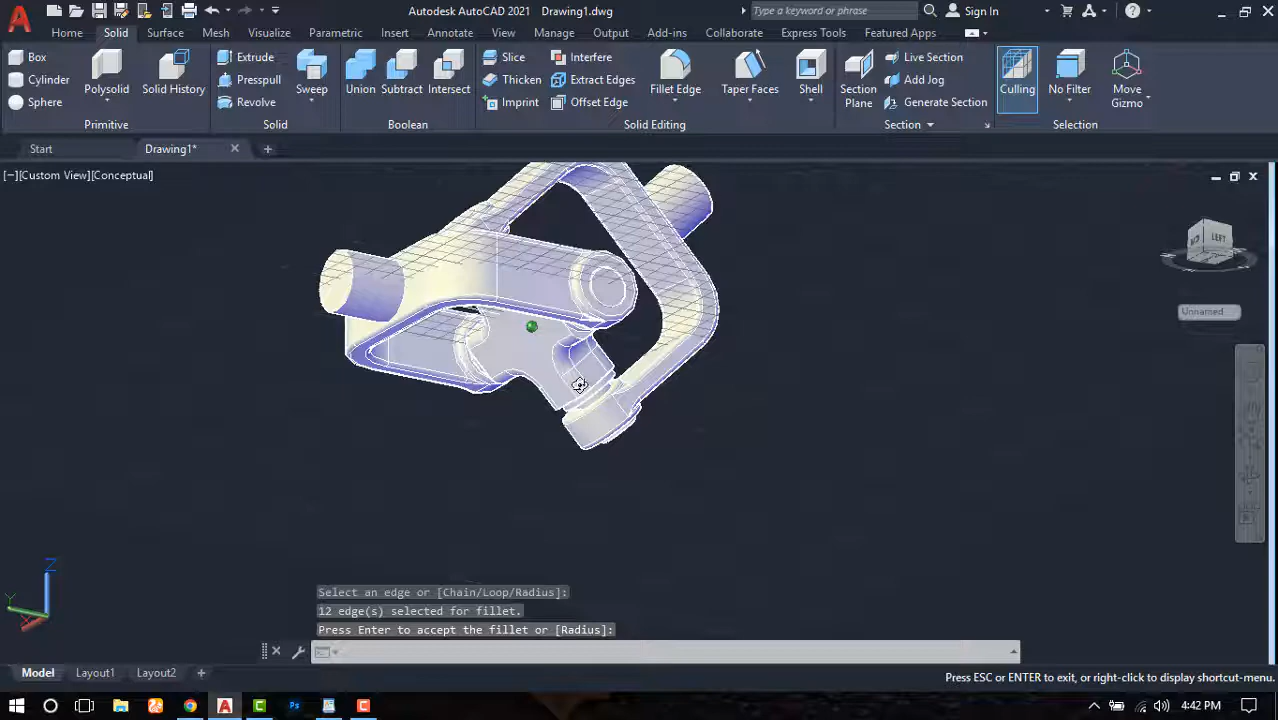 Autodesk AutoCAD 2021 Drawing1.dwg
Type a keyword or phrase
Sign In
Home Solid Surface Mesh Visualize Parametric Insert Annotate View Manage Output Add-ins Collaborate Express Tools Featured Apps
Box
Cylinder
Sphere
Polysolid
Solid History
Primitive
Extrude
Presspull
Revolve
Sweep
Solid
Union
Subtract
Intersect
Boolean
Slice
Thicken
Imprint
Interfere
Extract Edges
Offset Edge
Fillet Edge
Taper Faces
Shell
Solid Editing
Section
Plane
Live Section
Add Jog
Generate Section
Section
Culling
No Filter
Move
Gizmo
Selection
Start
Drawing1*
[−][Custom View][Conceptual]
LEFT
Unnamed
Z
Y
X
Select an edge or [Chain/Loop/Radius]:
12 edge(s) selected for fillet.
Press Enter to accept the fillet or [Radius]:
Model Layout1 Layout2
Press ESC or ENTER to exit, or right-click to display shortcut-menu.
4:42 PM